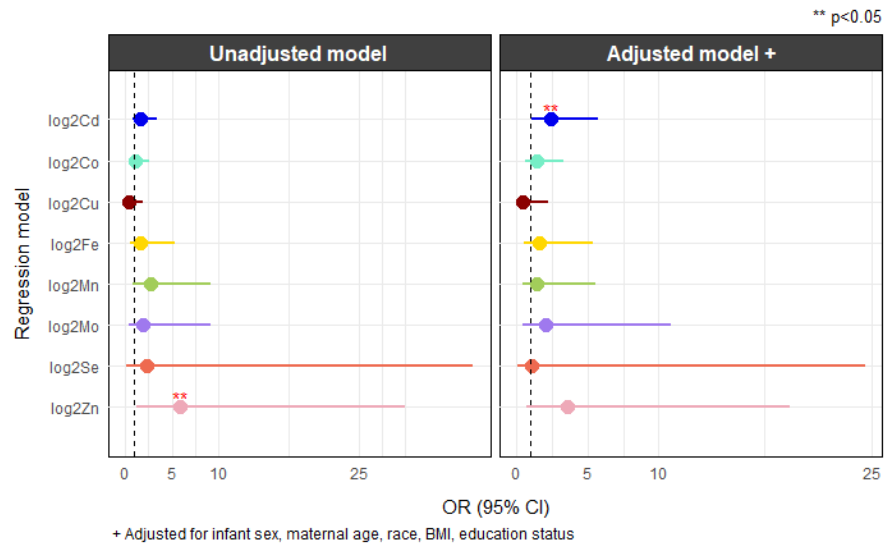 ** p<0.05
Unadjusted model
Adjusted model +
Regression model
log2Cd
**
**
log2Co
log2Cu
log2Fe
log2Mn
log2Mo
log2Se
log2Zn
**
0 5 10 25
0 5 10 25
OR (95% CI)
+ Adjusted for infant sex, maternal age, race, BMI, education status